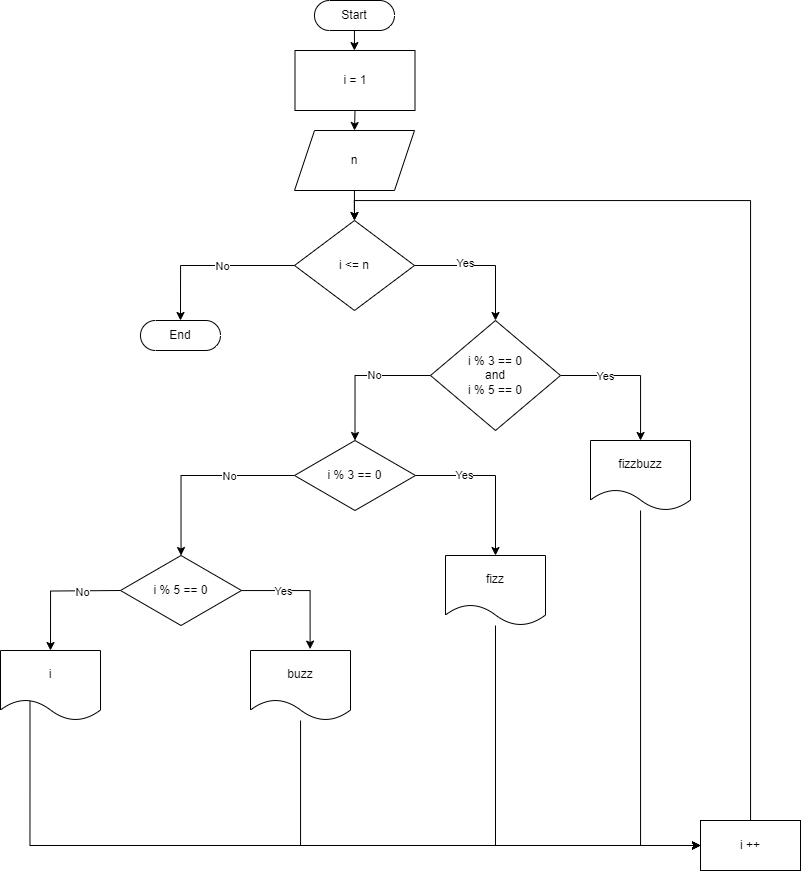 Start
i = 1
n
i <= n
No
Yes
End
i % 3 == 0
and
i % 5 == 0
No
Yes
fizzbuzz
i % 3 == 0
No
Yes
fizz
i % 5 == 0
No
Yes
i
buzz
i ++